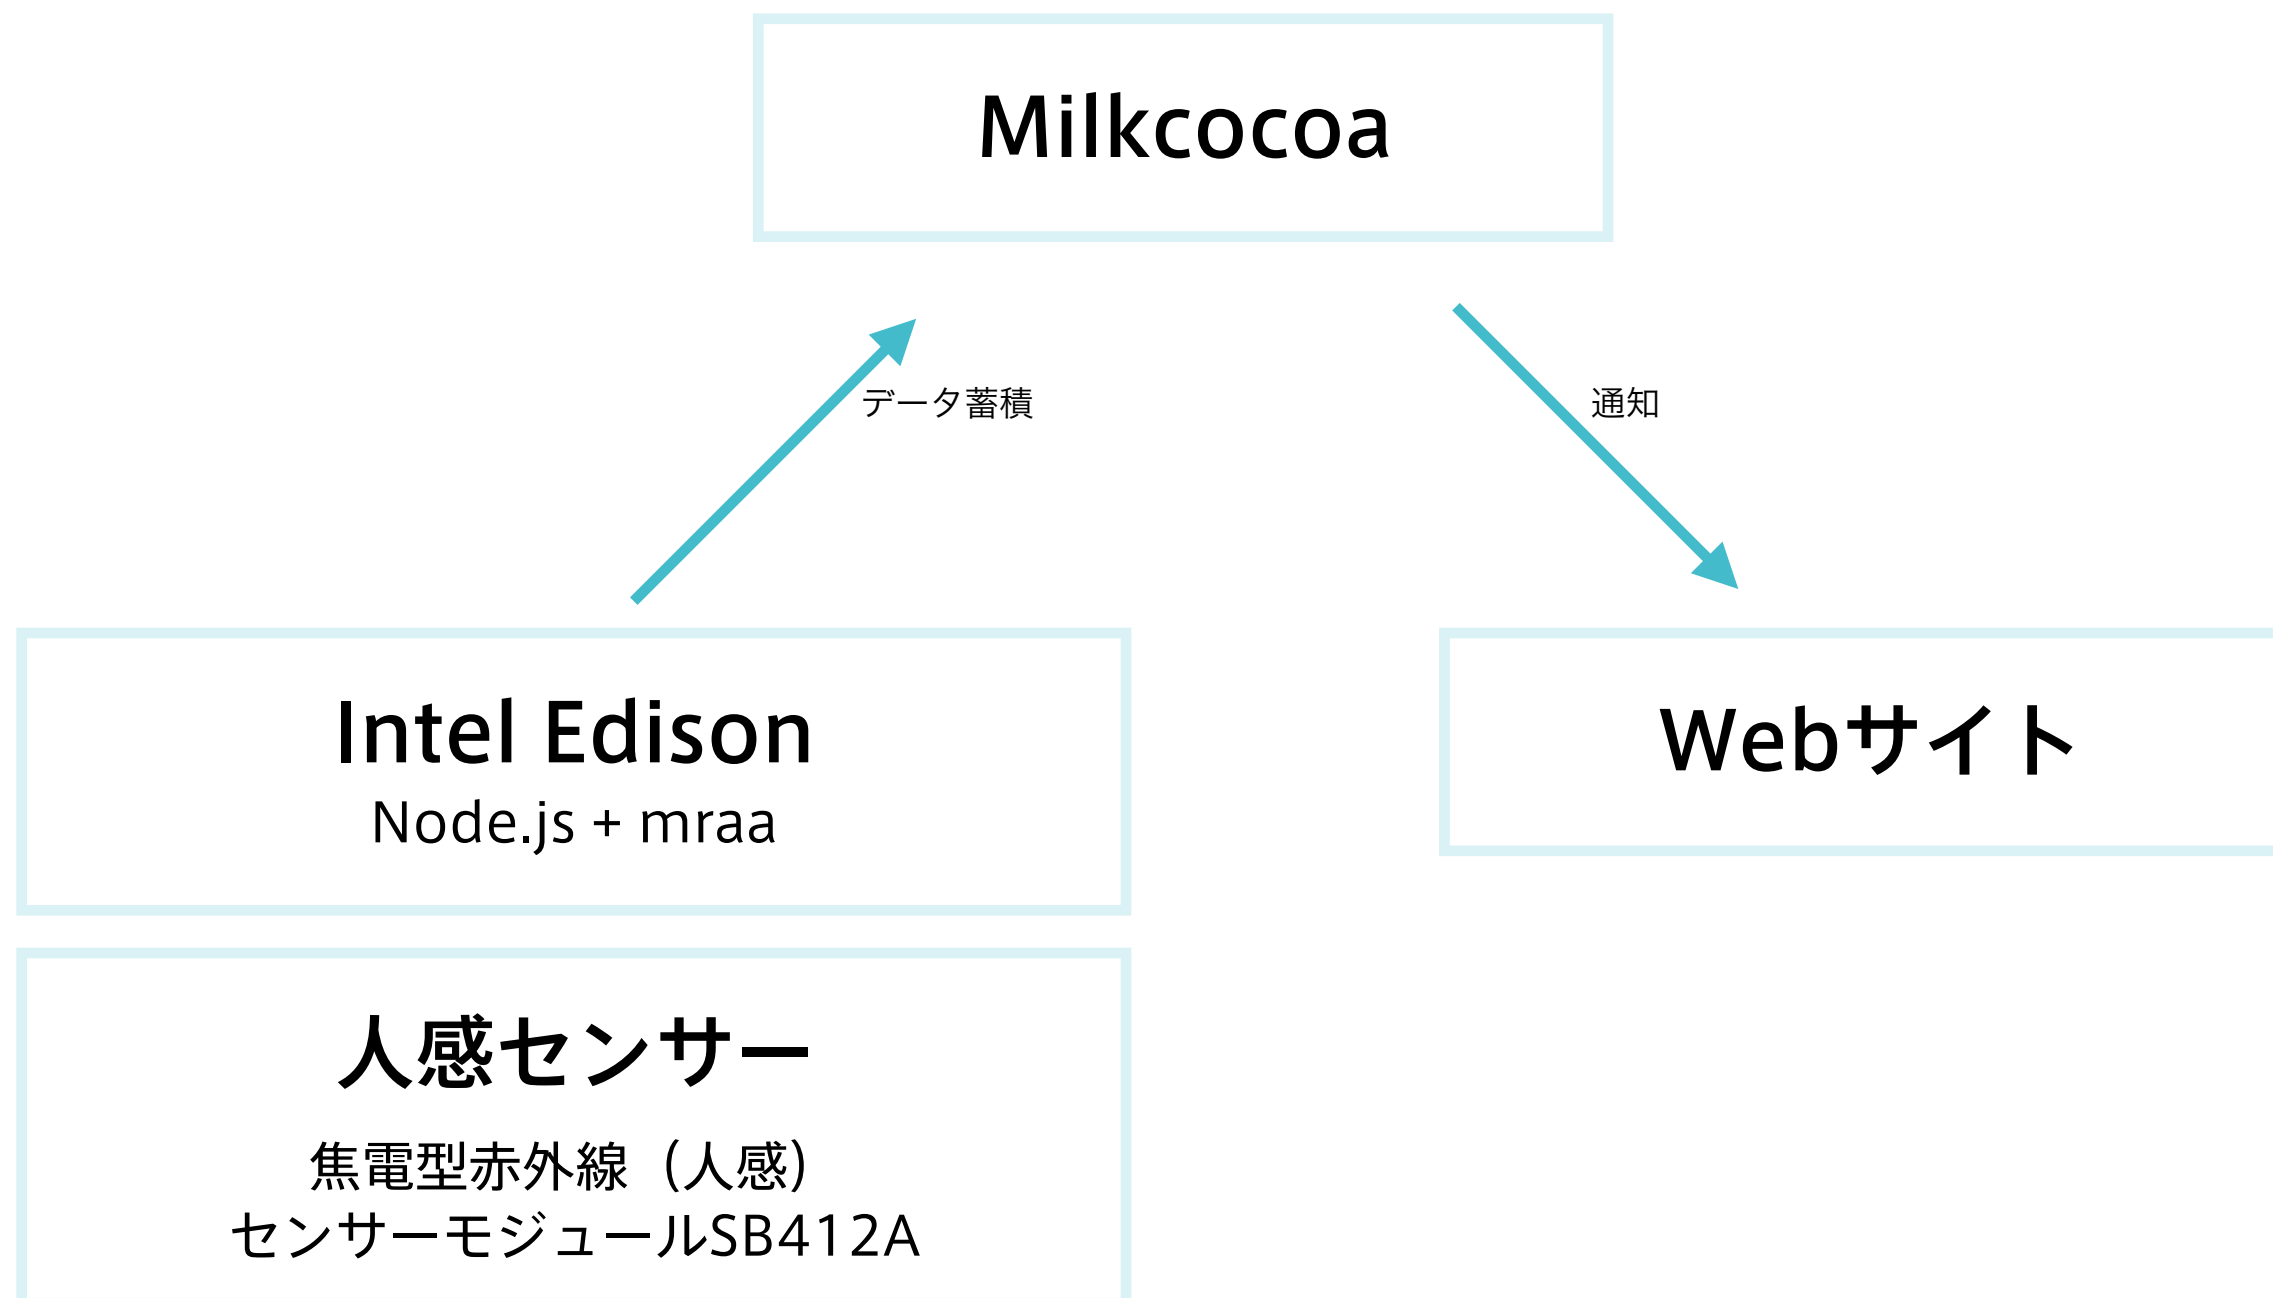 Milkcocoa
データ蓄積
通知
Intel Edison
Node.js + mraa
Webサイト
人感センサー
焦電型赤外線（人感）
センサーモジュールSB412A